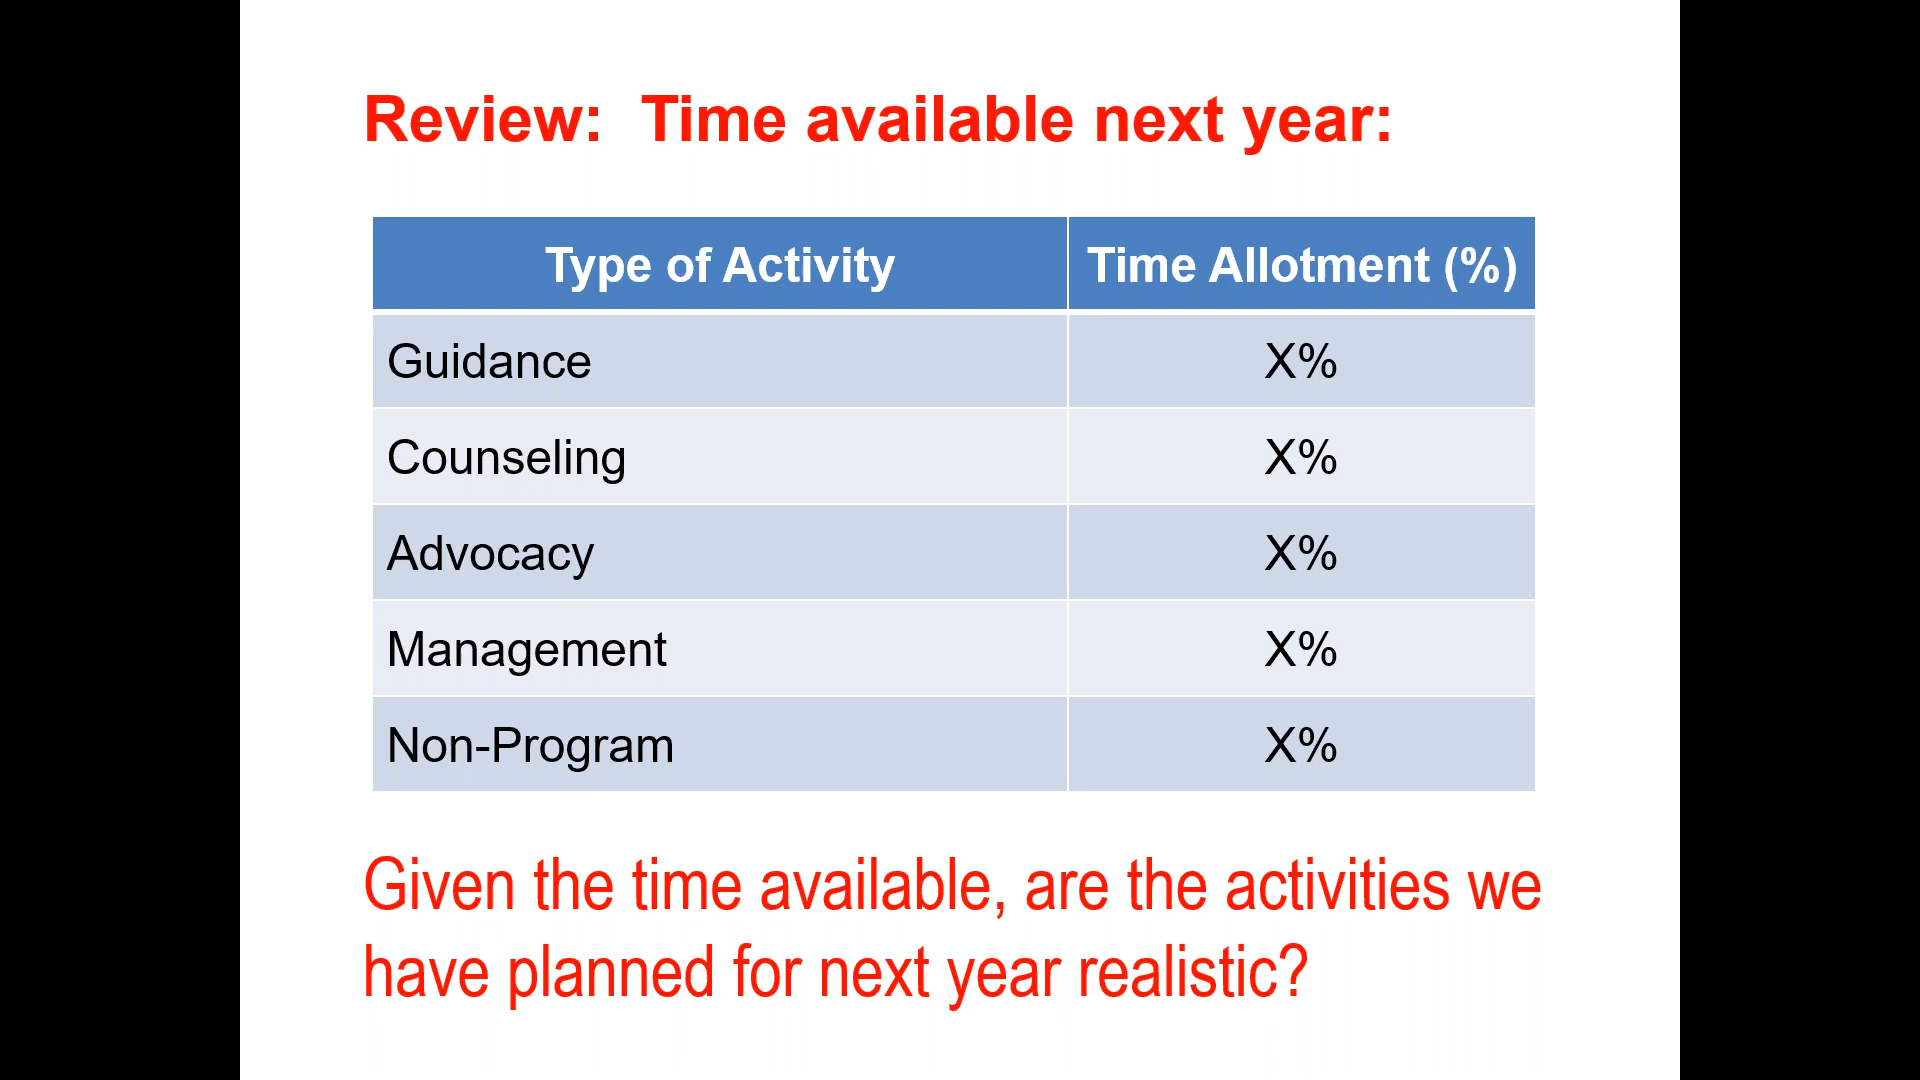 Review:  Time available next year:
Type of Activity Time Allotment (%)
Guidance X%
Counseling X%
Advocacy X%
Management X%
Non-Program X%
Given the time available, are the activities we
have planned for next year realistic?